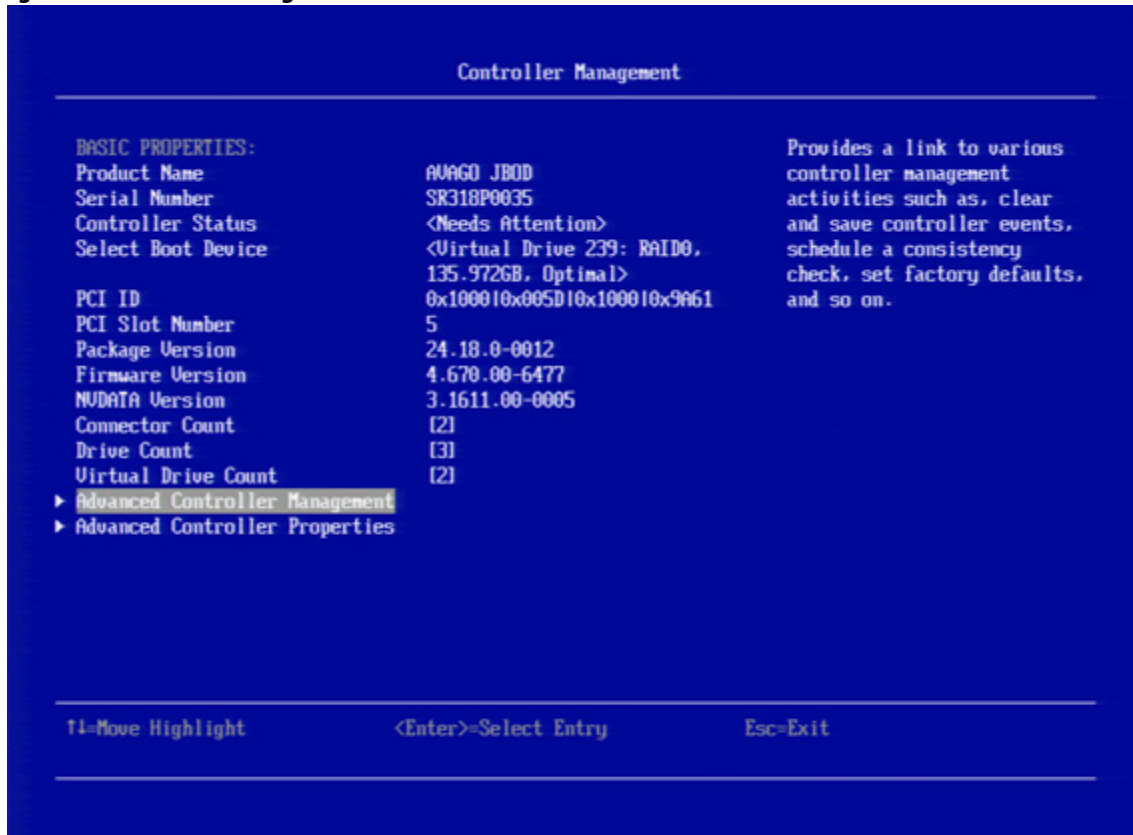 Controller Management
BASIC PROPERTIES:
Product Name AVAGO JBOD
Serial Number SR318P0035
Controller Status <Needs Attention>
Select Boot Device <Virtual Drive 239: RAID0,
135.972GB, Optimal>
PCI ID 0x1000|0x005D|0x1000|0x9A61
PCI Slot Number 5
Package Version 24.18.0-0012
Firmware Version 4.670.00-6477
NVDATA Version 3.1611.00-0005
Connector Count [2]
Drive Count [3]
Virtual Drive Count [2]
▶ Advanced Controller Management
▶ Advanced Controller Properties
Provides a link to various
controller management
activities such as, clear
and save controller events,
schedule a consistency
check, set factory defaults,
and so on.
↑↓=Move Highlight <Enter>=Select Entry Esc=Exit